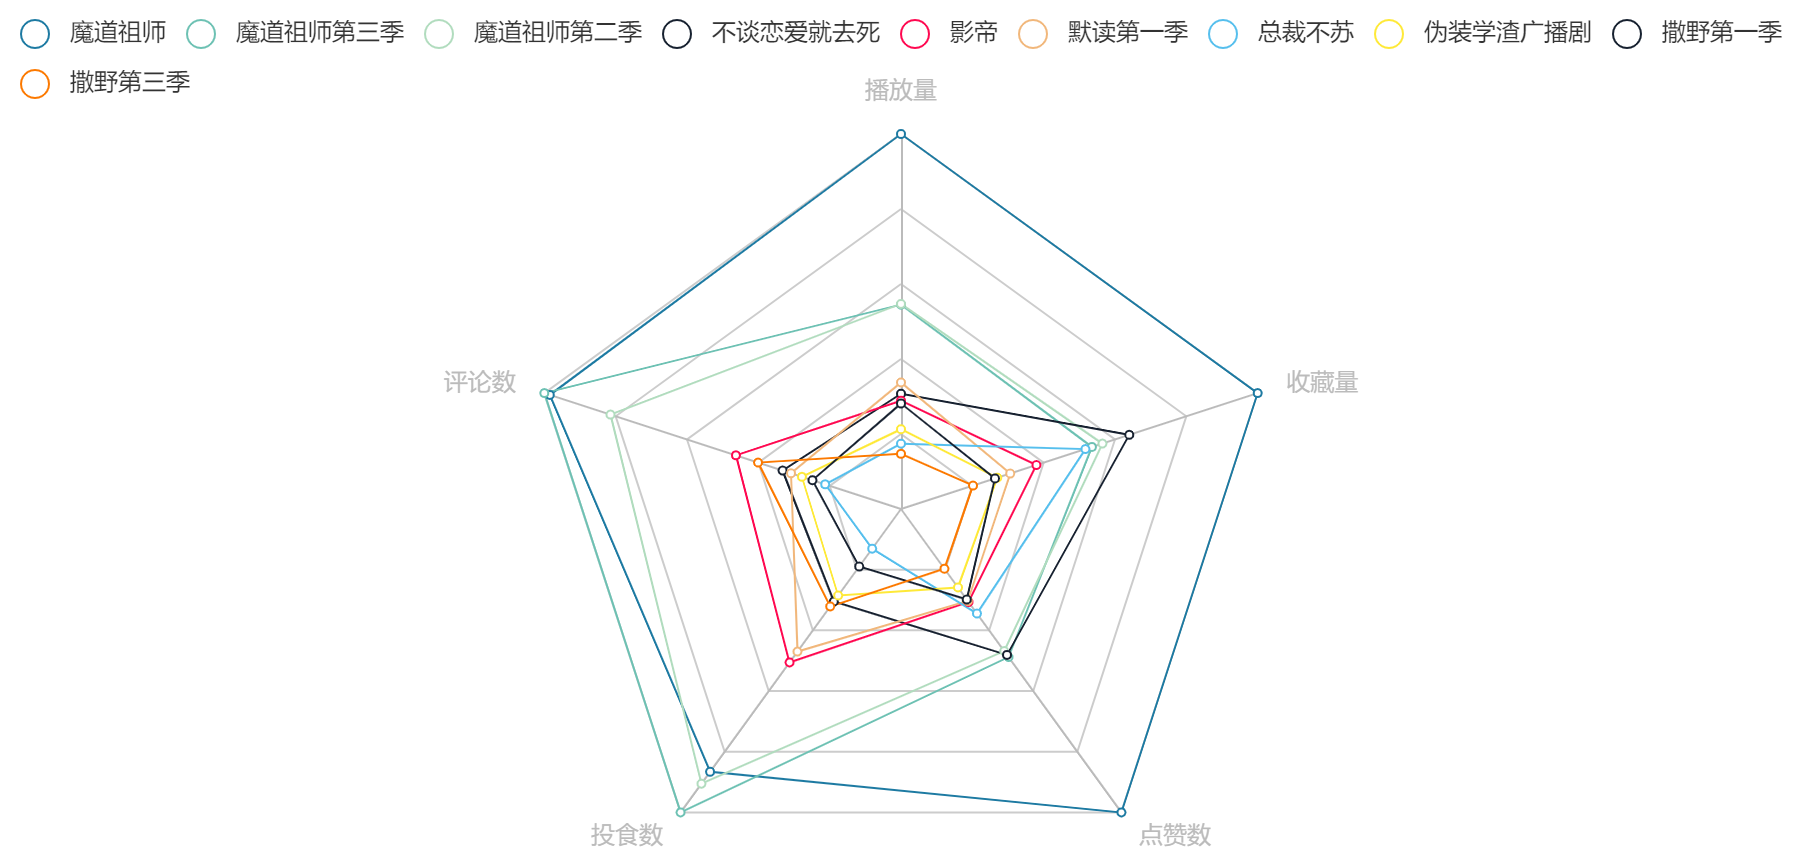 魔道祖师 魔道祖师第三季 魔道祖师第二季 不谈恋爱就去死 影帝 默读第一季 总裁不苏 伪装学渣广播剧 撒野第一季
撒野第三季
播放量
评论数 收藏量
投食数 点赞数